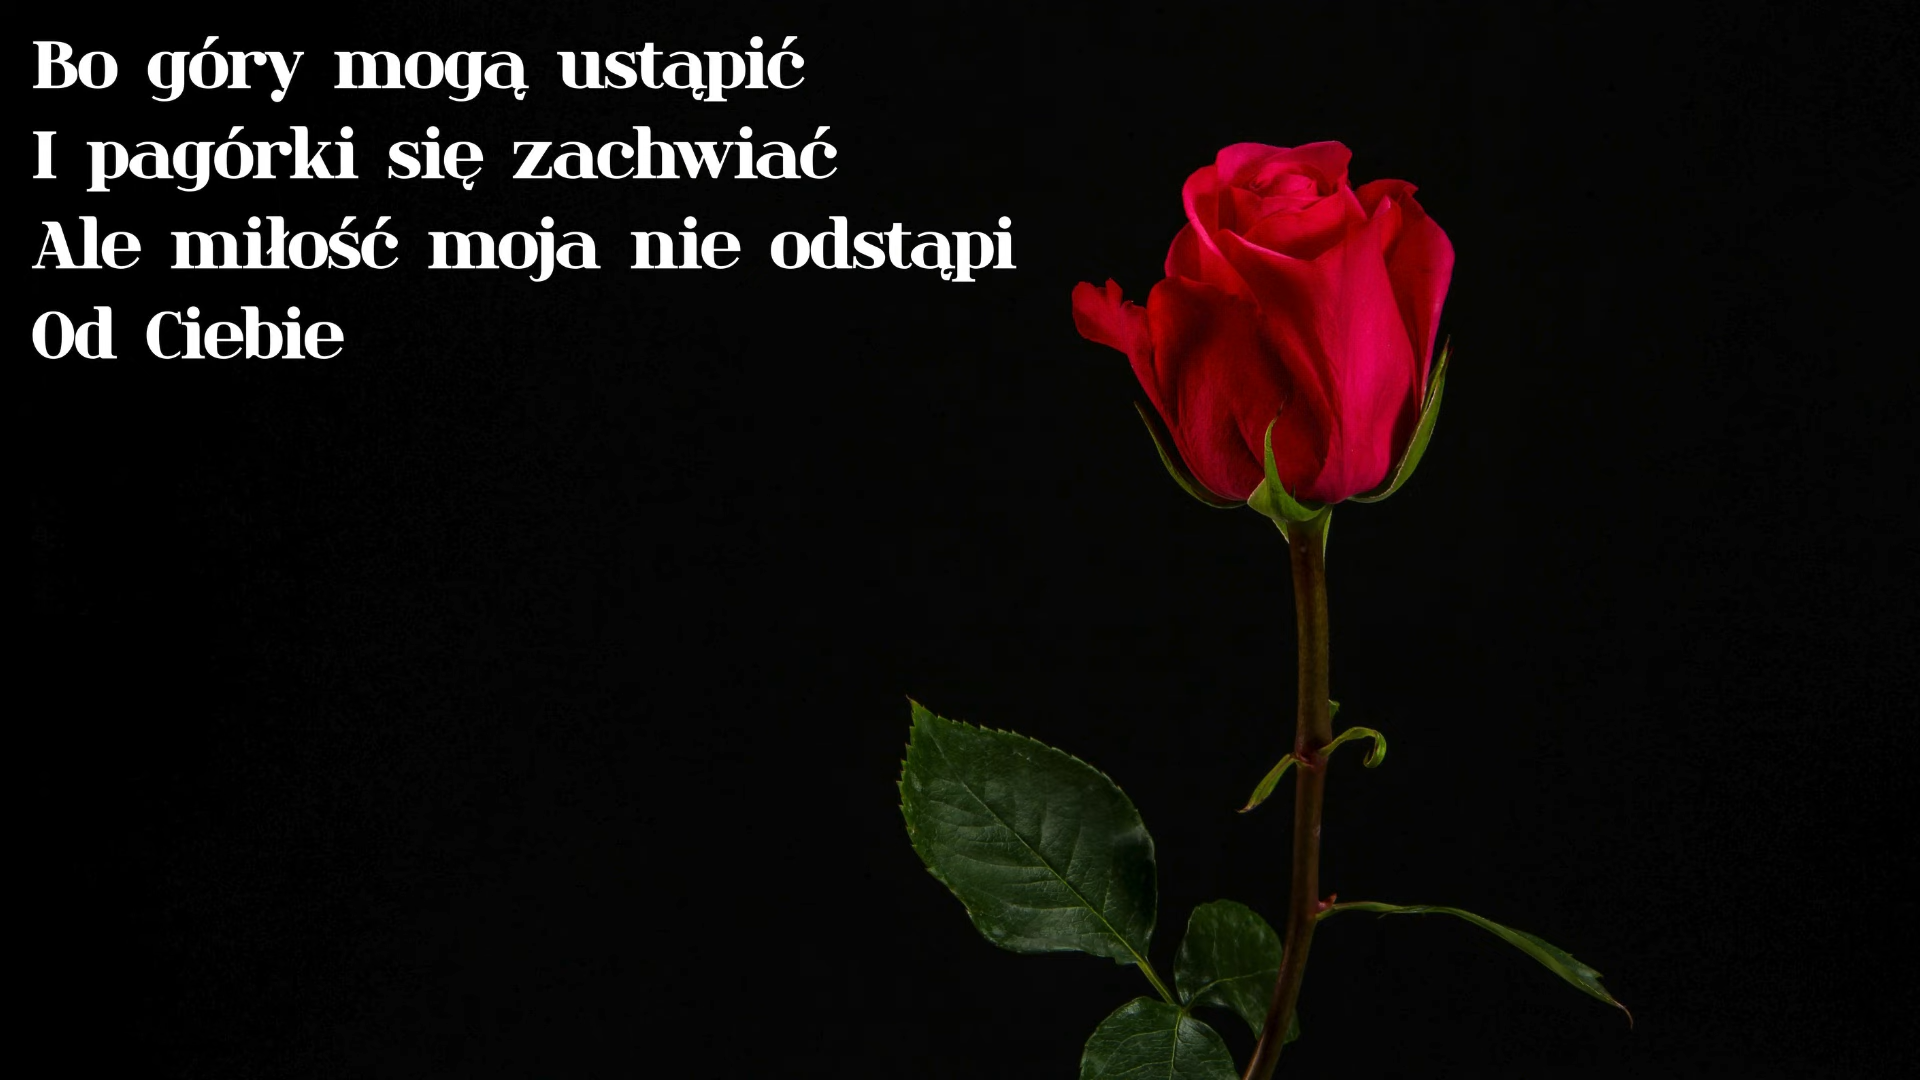 Bo góry mogą ustąpić
I pagórki się zachwiać
Ale miłość moja nie odstąpi
Od Ciebie